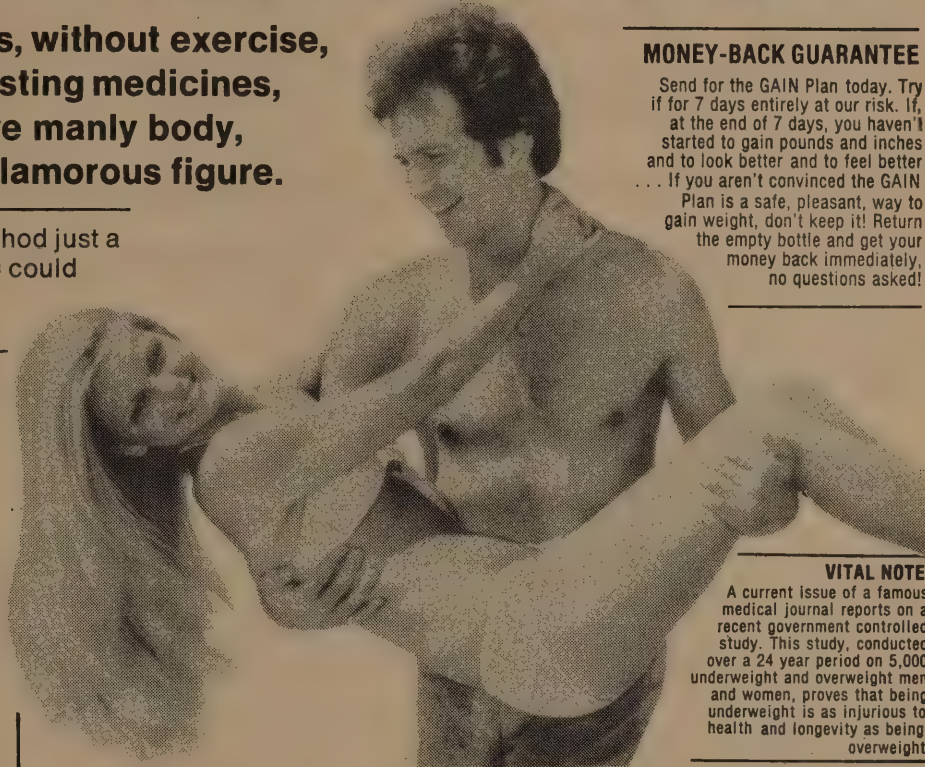 s, without exercise,
sting medicines,
e manly body,
lamorous figure.
hod just a
could
MONEY-BACK GUARANTEE
Send for the GAIN Plan today. Try
if for 7 days entirely at our risk. If,
at the end of 7 days, you haven't
started to gain pounds and inches
and to look better and to feel better
. . . If you aren't convinced the GAIN
Plan is a safe, pleasant, way to
gain weight, don't keep it! Return
the empty bottle and get your
money back immediately,
no questions asked!
VITAL NOTE
A current issue of a famous
medical journal reports on a
recent government controlled
study. This study, conducted
over a 24 year period on 5,000
underweight and overweight men
and women, proves that being
underweight is as injurious to
health and longevity as being
overweight